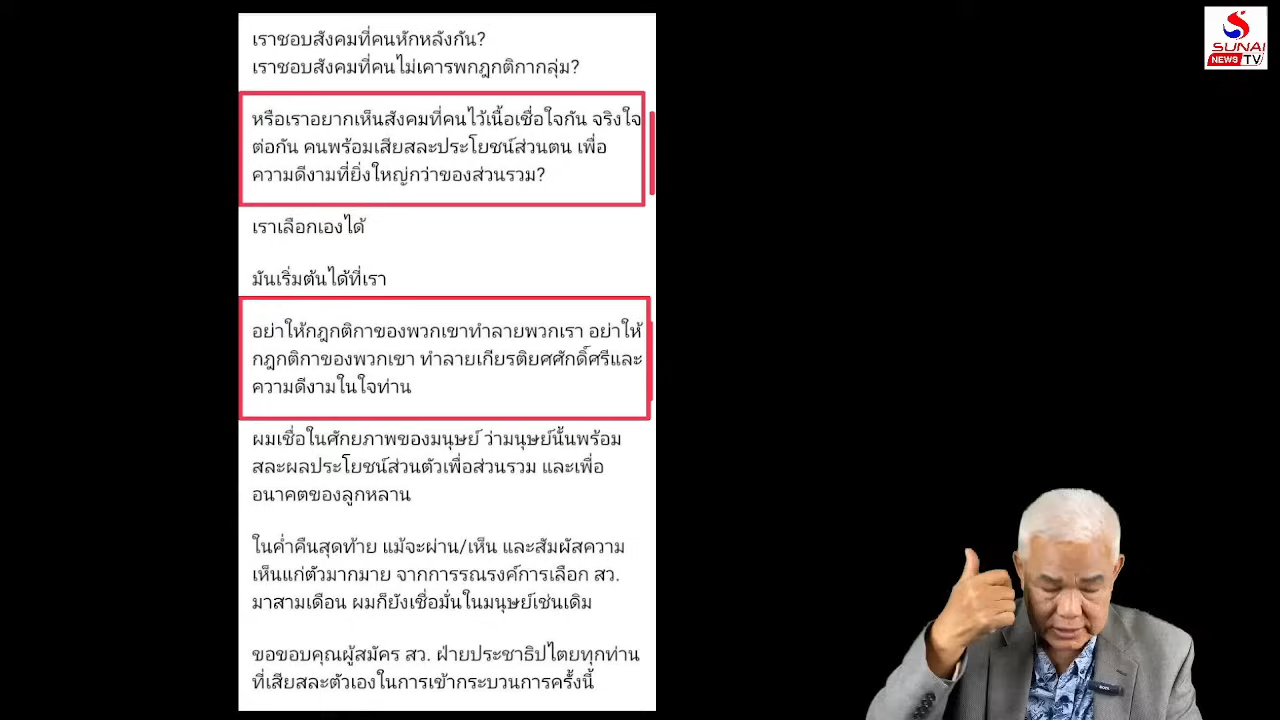 เราชอบสังคมที่คนหักหลังกัน?
เราชอบสังคมที่คนไม่เคารพกฎกติกากลุ่ม?
หรือเราอยากเห็นสังคมที่คนไว้เนื้อเชื่อใจกัน จริงใจ
ต่อกัน คนพร้อมเสียสละประโยชน์ส่วนตน เพื่อ
ความดีงามที่ยิ่งใหญ่กว่าของส่วนรวม?
เราเลือกเองได้
มันเริ่มต้นได้ที่เรา
อย่าให้กฎกติกาของพวกเขาทำลายพวกเรา อย่าให้
กฎกติกาของพวกเขา ทำลายเกียรติยศศักดิ์ศรีและ
ความดีงามในใจท่าน
ผมเชื่อในศักยภาพของมนุษย์ ว่ามนุษย์นั้นพร้อม
สละผลประโยชน์ส่วนตัวเพื่อส่วนรวม และเพื่อ
อนาคตของลูกหลาน
ในค่ำคืนสุดท้าย แม้จะผ่าน/เห็น และสัมผัสความ
เห็นแก่ตัวมากมาย จากการรณรงค์การเลือก สว.
มาสามเดือน ผมก็ยังเชื่อมั่นในมนุษย์เช่นเดิม
ขอขอบคุณผู้สมัคร สว. ฝ่ายประชาธิปไตยทุกท่าน
ที่เสียสละตัวเองในการเข้ากระบวนการครั้งนี้
SUNAI
NEWS TV